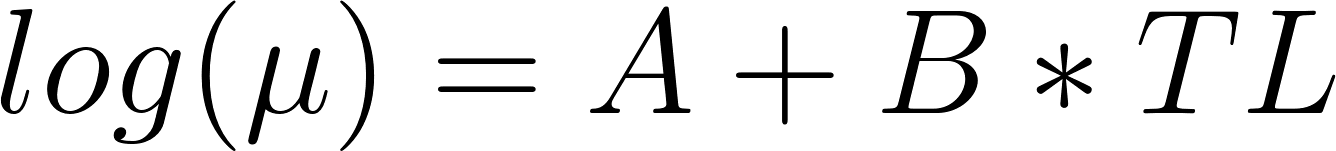 log(μ) = A + B * TL